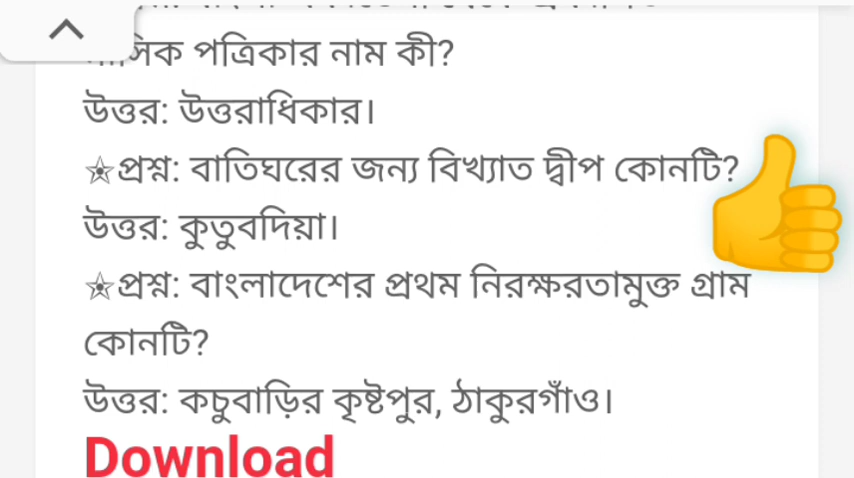 পত্রিকার নাম কী?
উত্তর: উত্তরাধিকার।
✯প্রশ্ন: বাতিঘরের জন্য বিখ্যাত দ্বীপ কোনটি?
উত্তর: কুতুবদিয়া।
✯প্রশ্ন: বাংলাদেশের প্রথম নিরক্ষরতামুক্ত গ্রাম
কোনটি?
উত্তর: কচুবাড়ির কৃষ্টপুর, ঠাকুরগাঁও।
Download